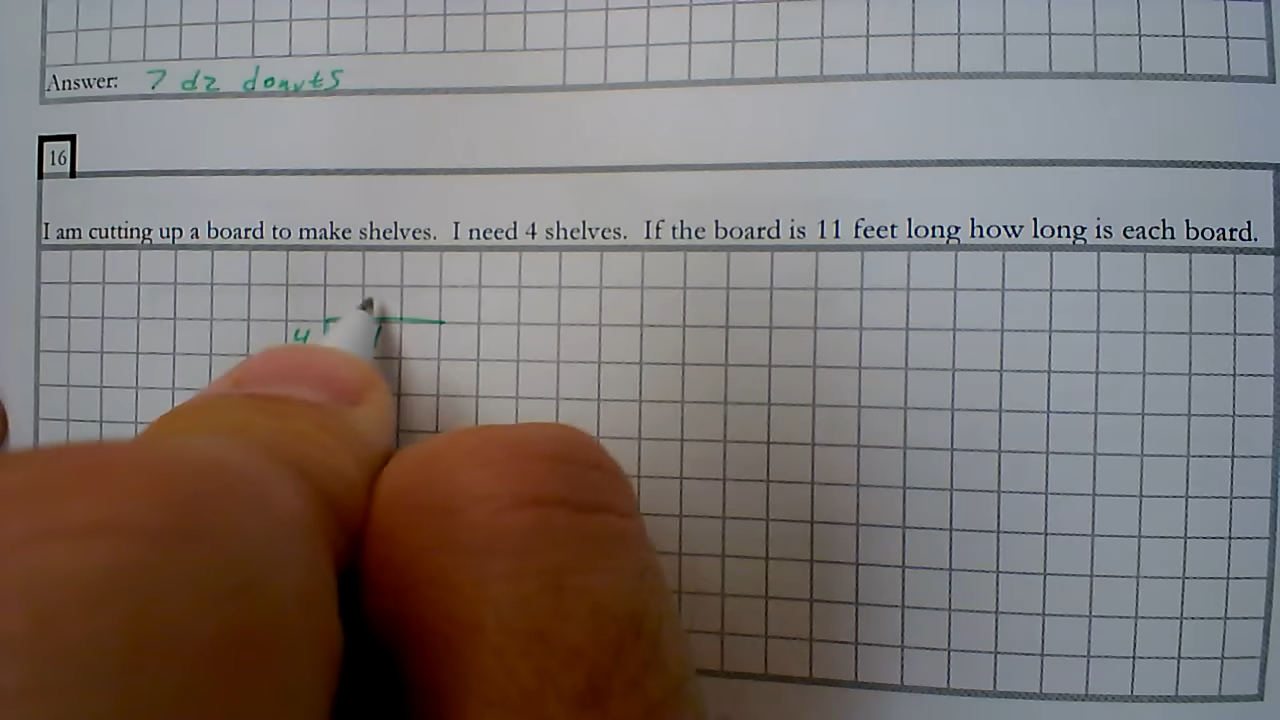 Answer: 7 dz donuts
16
I am cutting up a board to make shelves. I need 4 shelves. If the board is 11 feet long how long is each board.
4